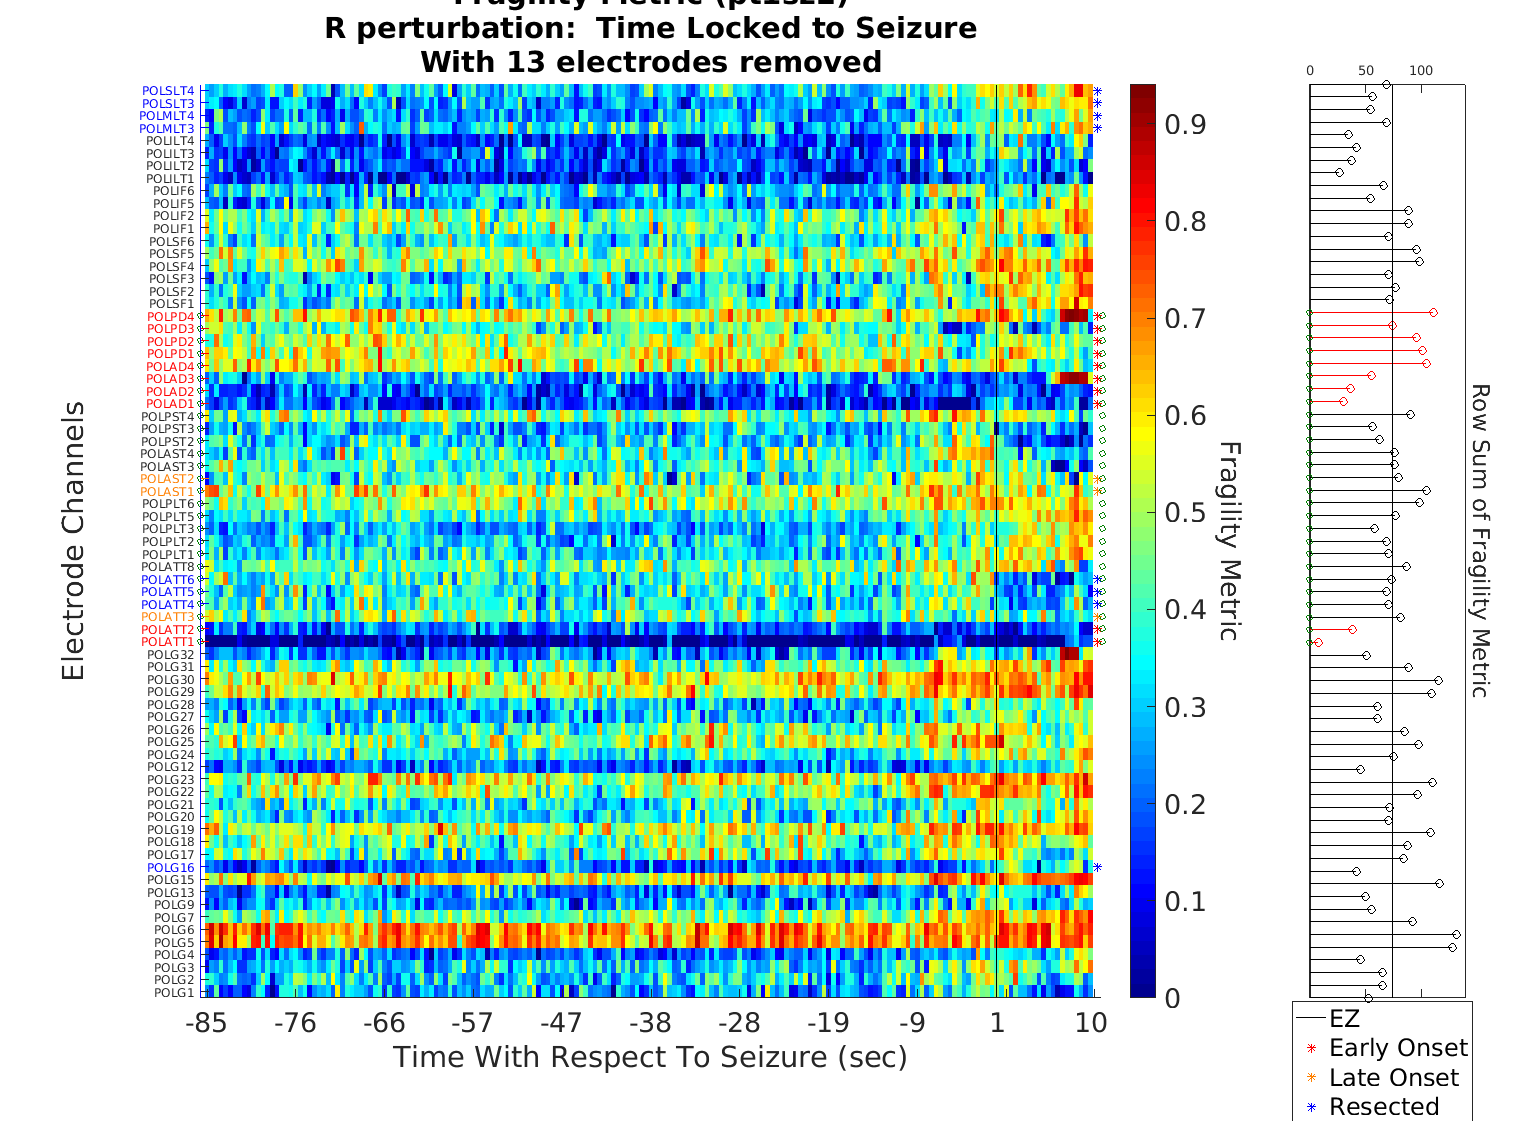 Fragility Metric (pt1sz2)
R perturbation:  Time Locked to Seizure
With 13 electrodes removed
Electrode Channels
POLSLT4
POLSLT3
POLMLT4
POLMLT3
POLILT4
POLILT3
POLILT2
POLILT1
POLIF6
POLIF5
POLIF2
POLIF1
POLSF6
POLSF5
POLSF4
POLSF3
POLSF2
POLSF1
POLPD4
POLPD3
POLPD2
POLPD1
POLAD4
POLAD3
POLAD2
POLAD1
POLPST4
POLPST3
POLPST2
POLAST4
POLAST3
POLAST2
POLAST1
POLPLT6
POLPLT5
POLPLT3
POLPLT2
POLPLT1
POLATT8
POLATT6
POLATT5
POLATT4
POLATT3
POLATT2
POLATT1
POLG32
POLG31
POLG30
POLG29
POLG28
POLG27
POLG26
POLG25
POLG24
POLG12
POLG23
POLG22
POLG21
POLG20
POLG19
POLG18
POLG17
POLG16
POLG15
POLG13
POLG9
POLG7
POLG6
POLG5
POLG4
POLG3
POLG2
POLG1
-85 -76 -66 -57 -47 -38 -28 -19 -9 1 10
Time With Respect To Seizure (sec)
0.9
0.8
0.7
0.6
0.5
0.4
0.3
0.2
0.1
0
Fragility Metric
0 50 100
Row Sum of Fragility Metric
EZ
Early Onset
Late Onset
Resected